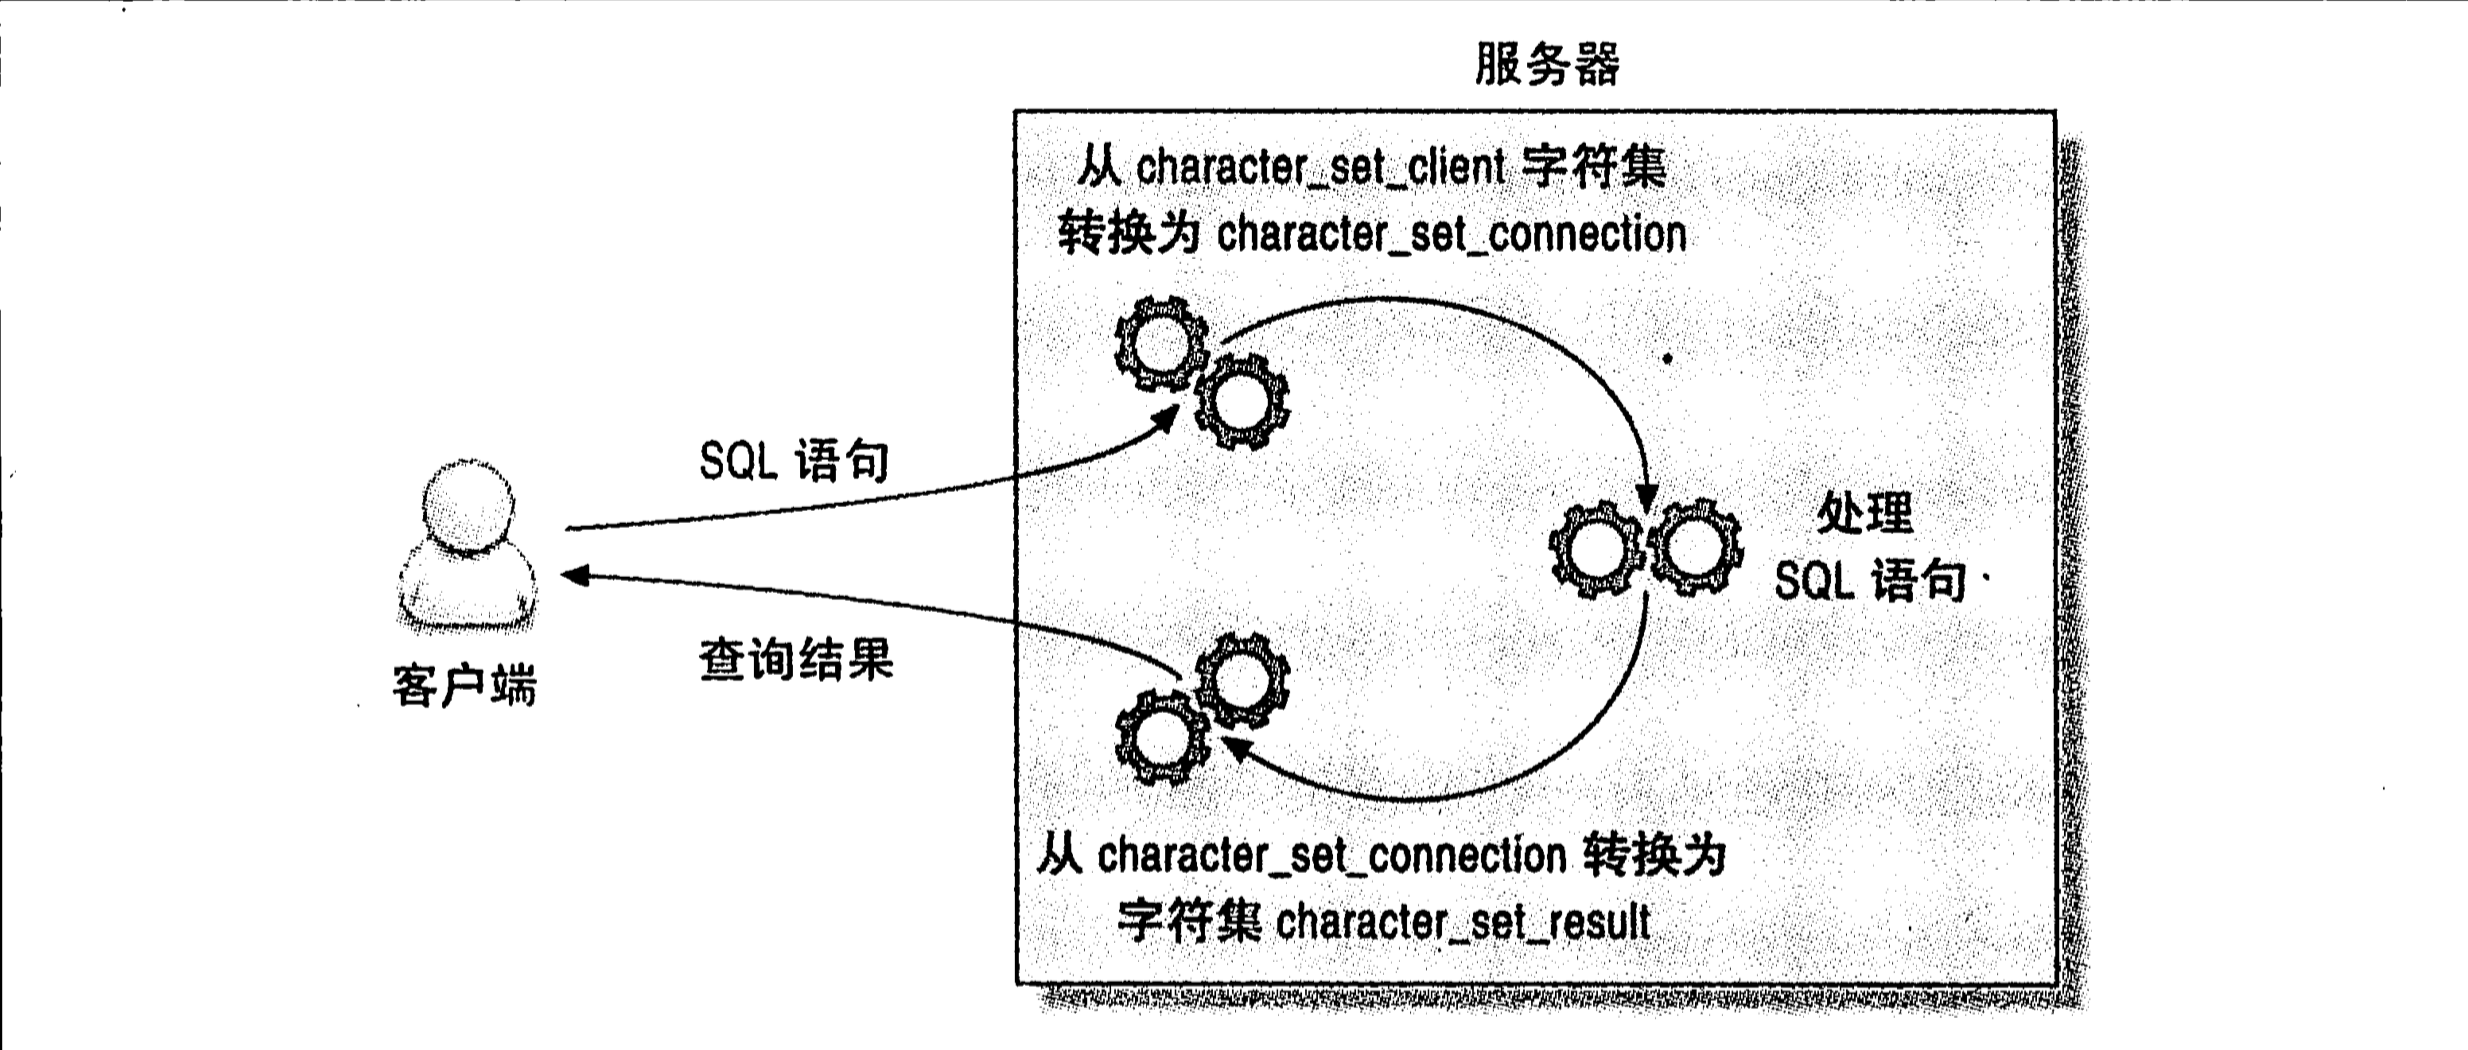 服务器
从 character_set_client 字符集
转换为 character_set_connection
SQL 语句
处理
SQL 语句
查询结果
客户端
从 character_set_connection 转换为
字符集 character_set_result